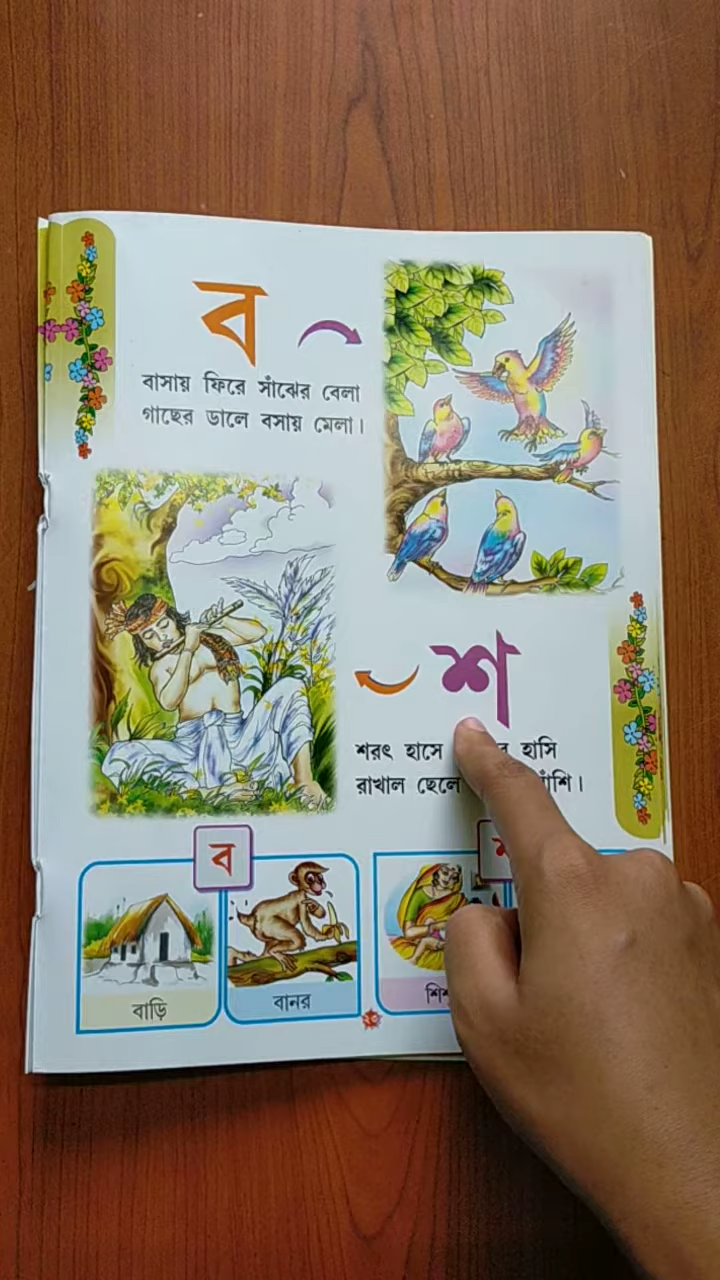 ব
বাসায় ফিরে সাঁঝের বেলা
গাছের ডালে বসায় মেলা।
শ
শরৎ হাসে হাসি
রাখাল ছেলে
ব
বাড়ি
বানর